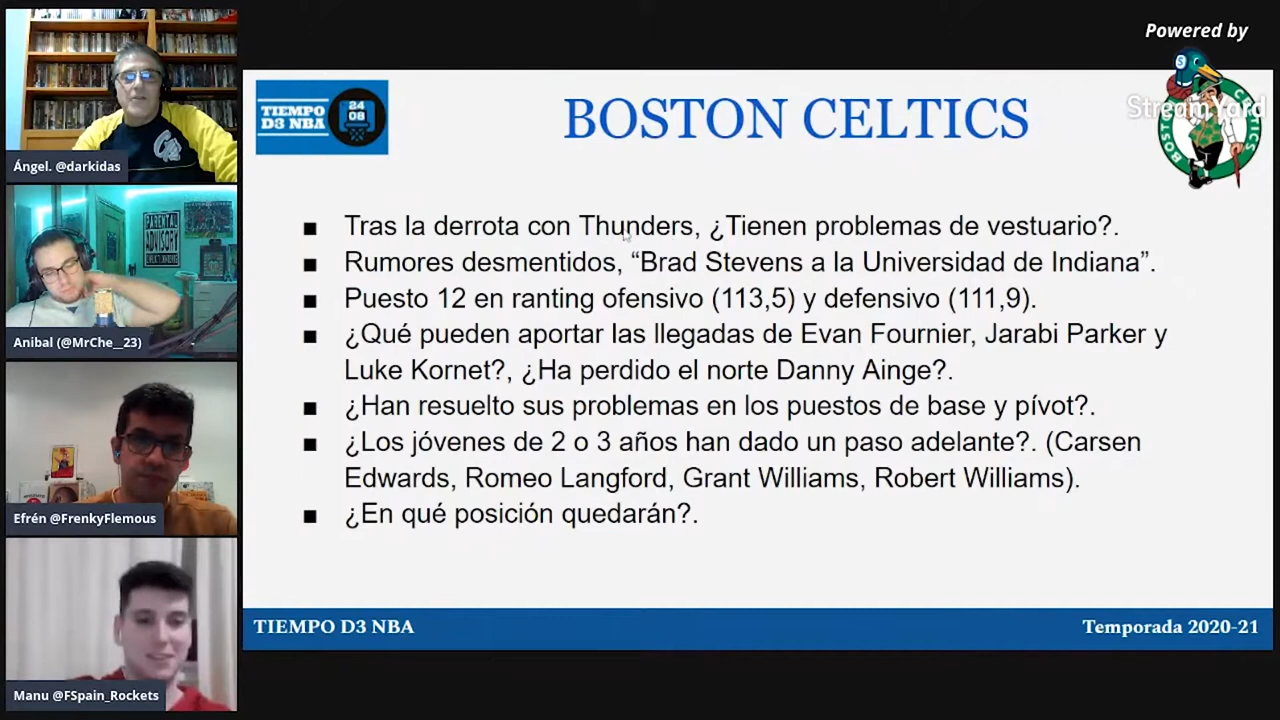 Powered by
StreamYard
TIEMPO
D3 NBA
24
08
BOSTON CELTICS
BOSTON CELTICS
Tras la derrota con Thunders, ¿Tienen problemas de vestuario?.
Rumores desmentidos, “Brad Stevens a la Universidad de Indiana”.
Puesto 12 en ranting ofensivo (113,5) y defensivo (111,9).
¿Qué pueden aportar las llegadas de Evan Fournier, Jarabi Parker y
Luke Kornet?, ¿Ha perdido el norte Danny Ainge?.
¿Han resuelto sus problemas en los puestos de base y pívot?.
¿Los jóvenes de 2 o 3 años han dado un paso adelante?. (Carsen
Edwards, Romeo Langford, Grant Williams, Robert Williams).
¿En qué posición quedarán?.
TIEMPO D3 NBA
Temporada 2020-21
Ángel. @darkidas
PARENTAL
ADVISORY
Anibal (@MrChe__23)
Efrén @FrenkyFlemous
Manu @FSpain_Rockets